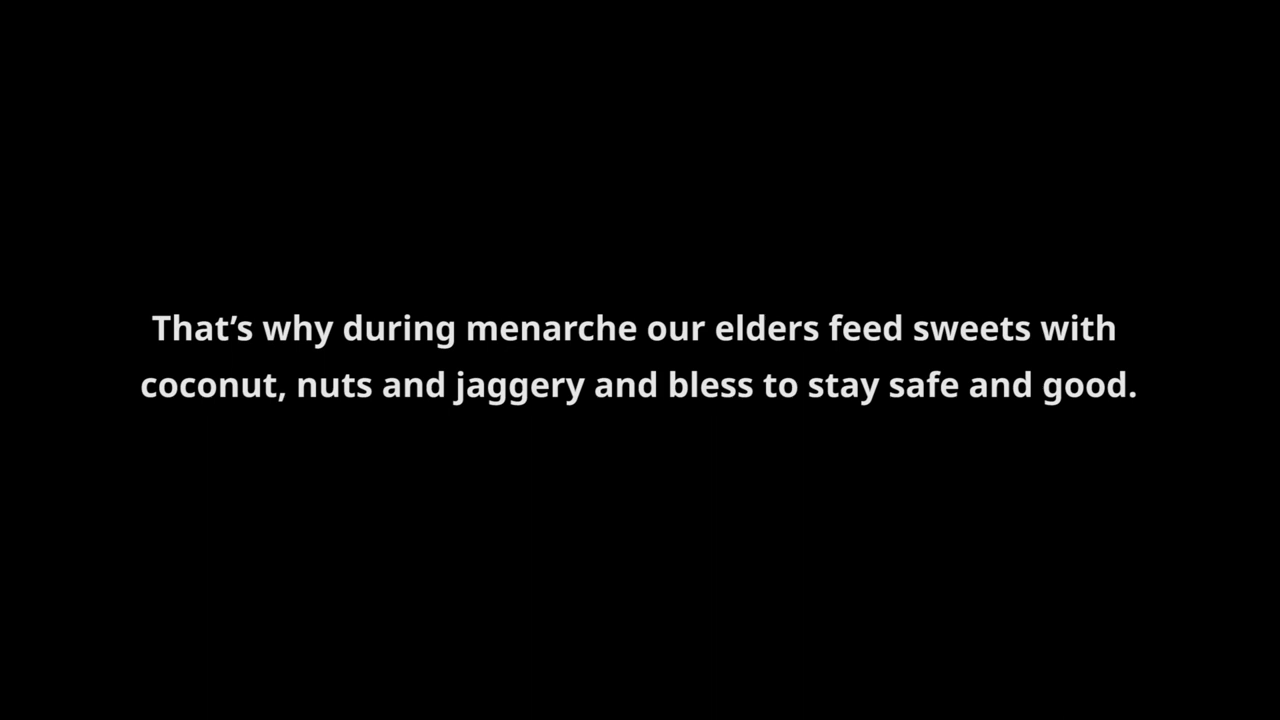 That’s why during menarche our elders feed sweets with
coconut, nuts and jaggery and bless to stay safe and good.